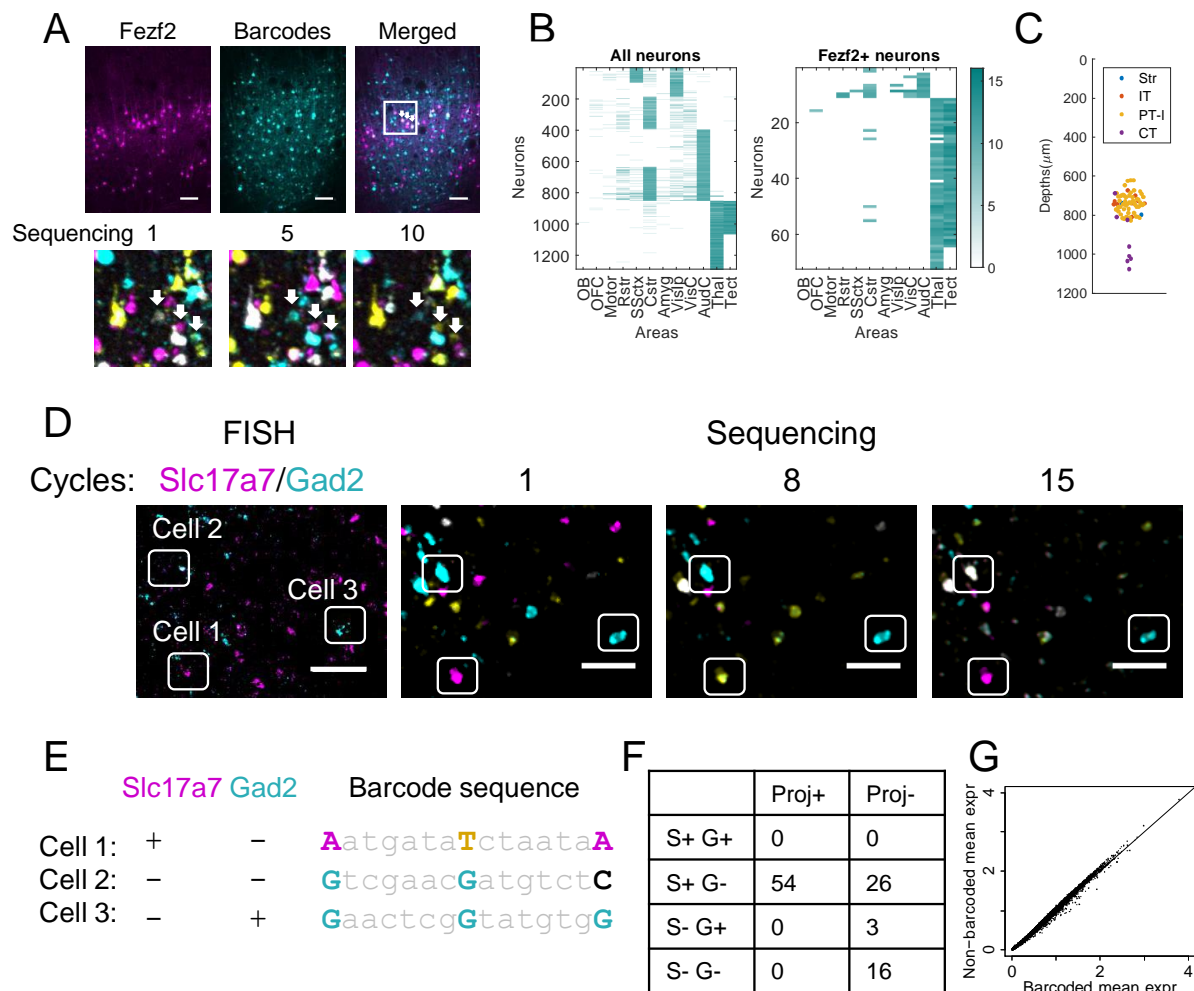 A
Fezf2 Barcodes Merged
Sequencing 1 5 10
B
All neurons
Fezf2+ neurons
Neurons
200
400
600
800
1000
1200
OB OFC Motor Rstr SSctx Cstr Amyg VisIp VisC AudC Thal Tect
Areas
Neurons
20
40
60
OB OFC Motor Rstr SSctx Cstr Amyg VisIp VisC AudC Thal Tect
Areas
15
10
5
0
C
Depths(μm)
0
200
400
600
800
1000
1200
Str
IT
PT-I
CT
D
FISH Sequencing
Cycles: Slc17a7/Gad2 1 8 15
Cell 2
Cell 3
Cell 1
E
Slc17a7 Gad2 Barcode sequence
Cell 1: + − AatgataTctaataA
Cell 2: − − GtcgaacGatgtctC
Cell 3: − + GaactcgGtatgtgG
F
Proj+ Proj-
S+ G+ 0 0
S+ G- 54 26
S- G+ 0 3
S- G- 0 16
G
Non−barcoded mean expr
4
2
0
0 2 4
Barcoded mean expr